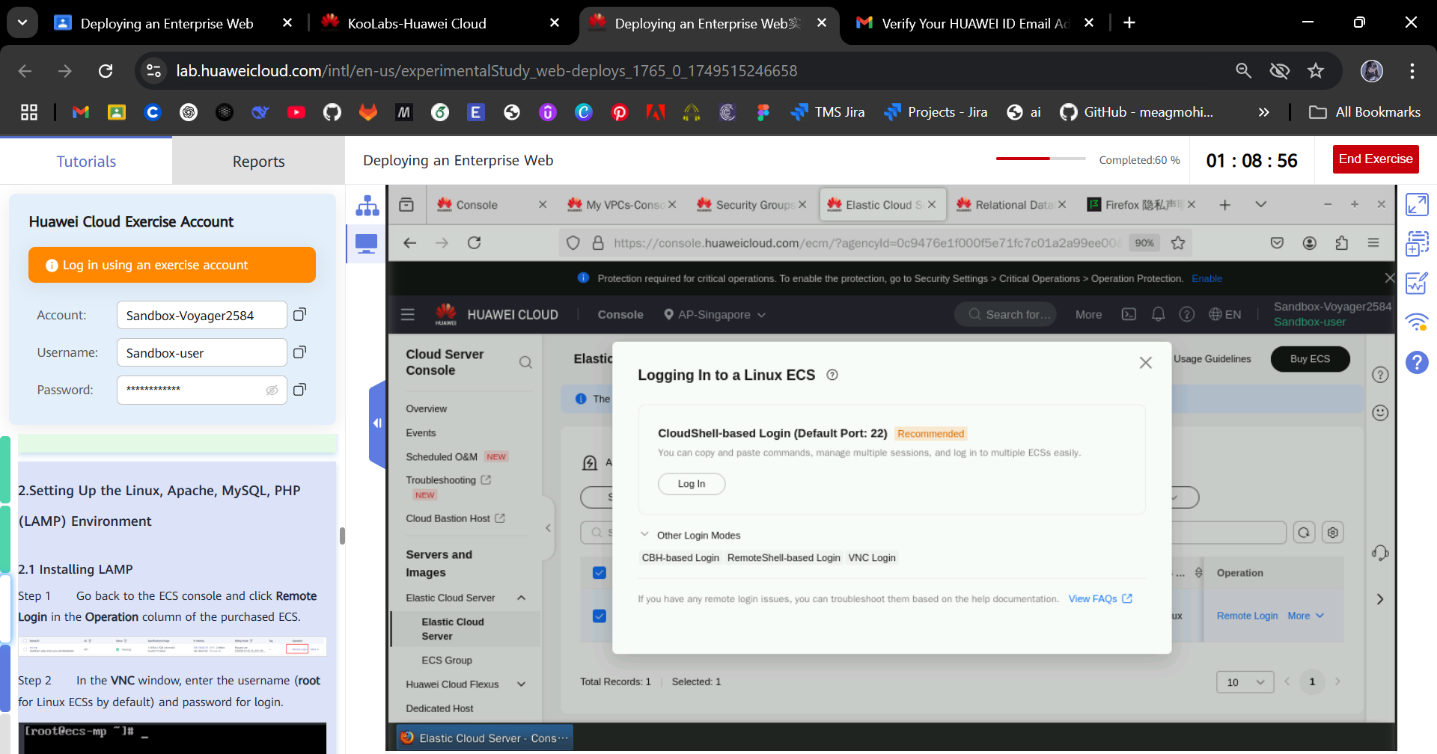 Deploying an Enterprise Web
KooLabs-Huawei Cloud
Deploying an Enterprise Web实
Verify Your HUAWEI ID Email Ad
lab.huaweicloud.com/intl/en-us/experimentalStudy_web-deploys_1765_0_1749515246658
TMS Jira
Projects - Jira
ai
GitHub - meagmohi...
All Bookmarks
Tutorials
Reports
Deploying an Enterprise Web
Completed:60 %
01 : 08 : 56
End Exercise
Huawei Cloud Exercise Account
Log in using an exercise account
Account:
Sandbox-Voyager2584
Username:
Sandbox-user
Password:
************
2.Setting Up the Linux, Apache, MySQL, PHP
(LAMP) Environment
2.1 Installing LAMP
Step 1 Go back to the ECS console and click Remote
Login in the Operation column of the purchased ECS.
Step 2 In the VNC window, enter the username (root
for Linux ECSs by default) and password for login.
[root@ecs-mp ~]# _
Console
My VPCs-Conso
Security Groups
Elastic Cloud S
Relational Data
Firefox 隐私声明
https://console.huaweicloud.com/ecm/?agencyId=0c9476e1f000f5e71fc7c01a2a99ee00
90%
Protection required for critical operations. To enable the protection, go to Security Settings > Critical Operations > Operation Protection. Enable
HUAWEI
HUAWEI CLOUD
Console
AP-Singapore
Search for...
More
EN
Sandbox-Voyager2584
Sandbox-user
Cloud Server
Console
Overview
Events
Scheduled O&M NEW
Troubleshooting
NEW
Cloud Bastion Host
Servers and
Images
Elastic Cloud Server
Elastic Cloud
Server
ECS Group
Huawei Cloud Flexus
Dedicated Host
Elastic
Usage Guidelines
Buy ECS
The
Logging In to a Linux ECS
CloudShell-based Login (Default Port: 22) Recommended
You can copy and paste commands, manage multiple sessions, and log in to multiple ECSs easily.
Log In
Other Login Modes
CBH-based Login RemoteShell-based Login VNC Login
If you have any remote login issues, you can troubleshoot them based on the help documentation. View FAQs
Operation
Remote Login More
Total Records: 1
Selected: 1
10
1
Elastic Cloud Server - Cons···